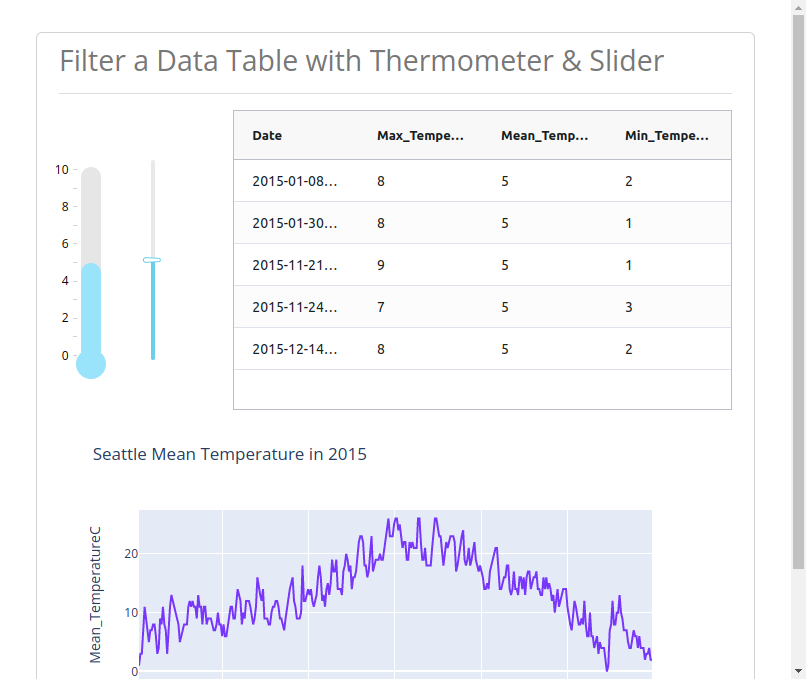 Filter a Data Table with Thermometer & Slider
Date Max_Tempe... Mean_Temp... Min_Tempe...
2015-01-08... 8 5 2
2015-01-30... 8 5 1
2015-11-21... 9 5 1
2015-11-24... 7 5 3
2015-12-14... 8 5 2
10
8
6
4
2
0
Seattle Mean Temperature in 2015
Mean_TemperatureC
20
10
0